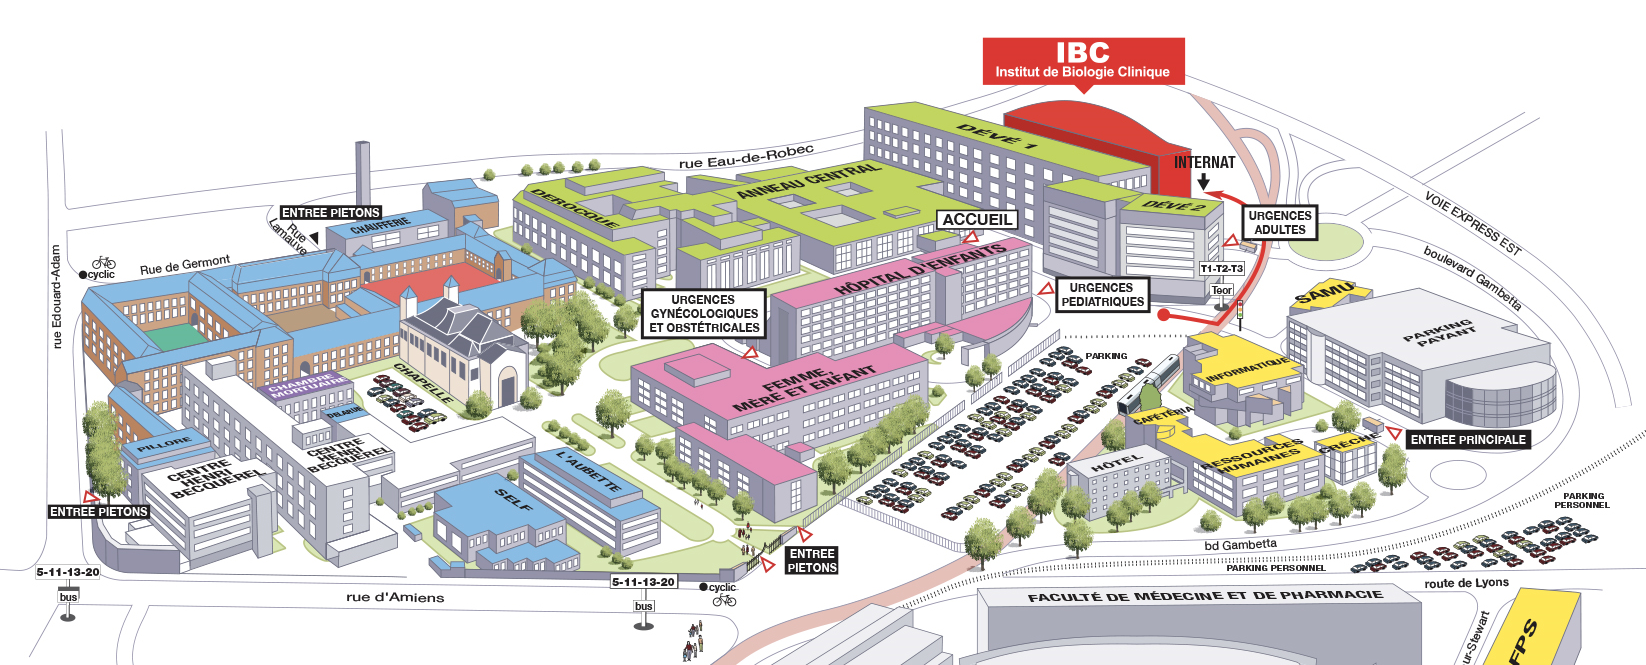 IBC
Institut de Biologie Clinique
DÉVÉ 1
INTERNAT
rue Eau-de-Robec
ANNEAU CENTRAL
DEROCQUE
DÉVÉ 2
VOIE EXPRESS EST
ENTREE PIETONS
CHAUFFERIE
Rue
Lamauve
ACCUEIL
URGENCES
ADULTES
rue Edouard-Adam
cyclic
Rue de Germont
HÔPITAL D'ENFANTS
T1-T2-T3
Teor
boulevard Gambetta
URGENCES
PEDIATRIQUES
URGENCES
GYNÉCOLOGIQUES
ET OBSTÉTRICALES
SAMU
PARKING
PAYANT
PARKING
INFORMATIQUE
CHAMBRE
MORTUAIRE
CHAPELLE
FEMME,
MÈRE ET ENFANT
DELARUE
CAFÉTÉRIA
PILLORE
CENTRE
HENRI
BECQUEREL
CENTRE
HENRI
BECQUEREL
RESSOURCES
HUMAINES
CRÈCHE
ENTREE PRINCIPALE
HÔTEL
L'AUBETTE
SELF
ENTREE PIETONS
PARKING
PERSONNEL
ENTREE
PIETONS
bd Gambetta
PARKING PERSONNEL
5-11-13-20
bus
5-11-13-20
bus
cyclic
rue d'Amiens
route de Lyons
FACULTÉ DE MÉDECINE ET DE PHARMACIE
ur-Stewart
FPS